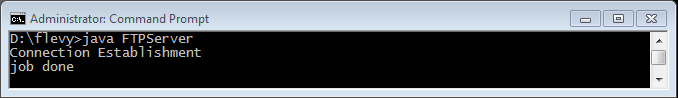 Administrator: Command Prompt
D:\flevy>java FTPServer
Connection Establishment
job done